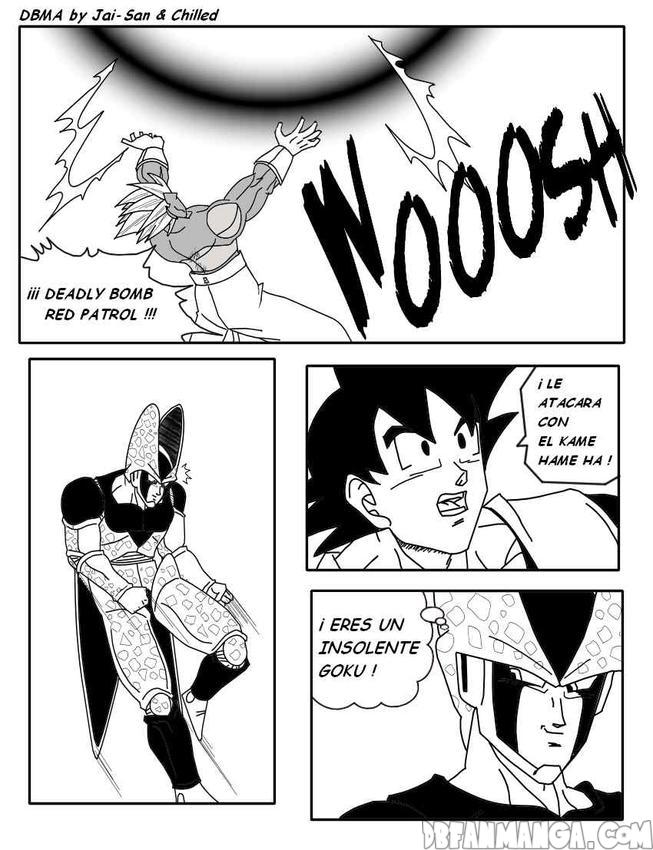 DBMA by Jai-San & Chilled
WOOOSH
¡¡¡ DEADLY BOMB
RED PATROL !!!
¡ LE
ATACARA
CON
EL KAME
HAME HA !
¡ ERES UN
INSOLENTE
GOKU !
DBFANMANGA.COM